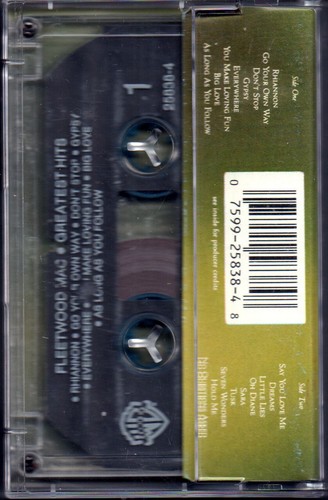 Side One
RHIANNON
GO YOUR OWN WAY
DON'T STOP
GYPSY
EVERYWHERE
YOU MAKE LOVING FUN
BIG LOVE
AS LONG AS YOU FOLLOW
0 7599-25838-4 8
see inside for producer credits
Side Two
SAY YOU LOVE ME
DREAMS
LITTLE LIES
OH DIANE
SARA
TUSK
SEVEN WONDERS
HOLD ME
1
25838-4
FLEETWOOD MAC GREATEST HITS
RHIANNON • GO YOUR OWN WAY • DON'T STOP • GYPSY
EVERYWHERE • YOU MAKE LOVING FUN • BIG LOVE
AS LONG AS YOU FOLLOW